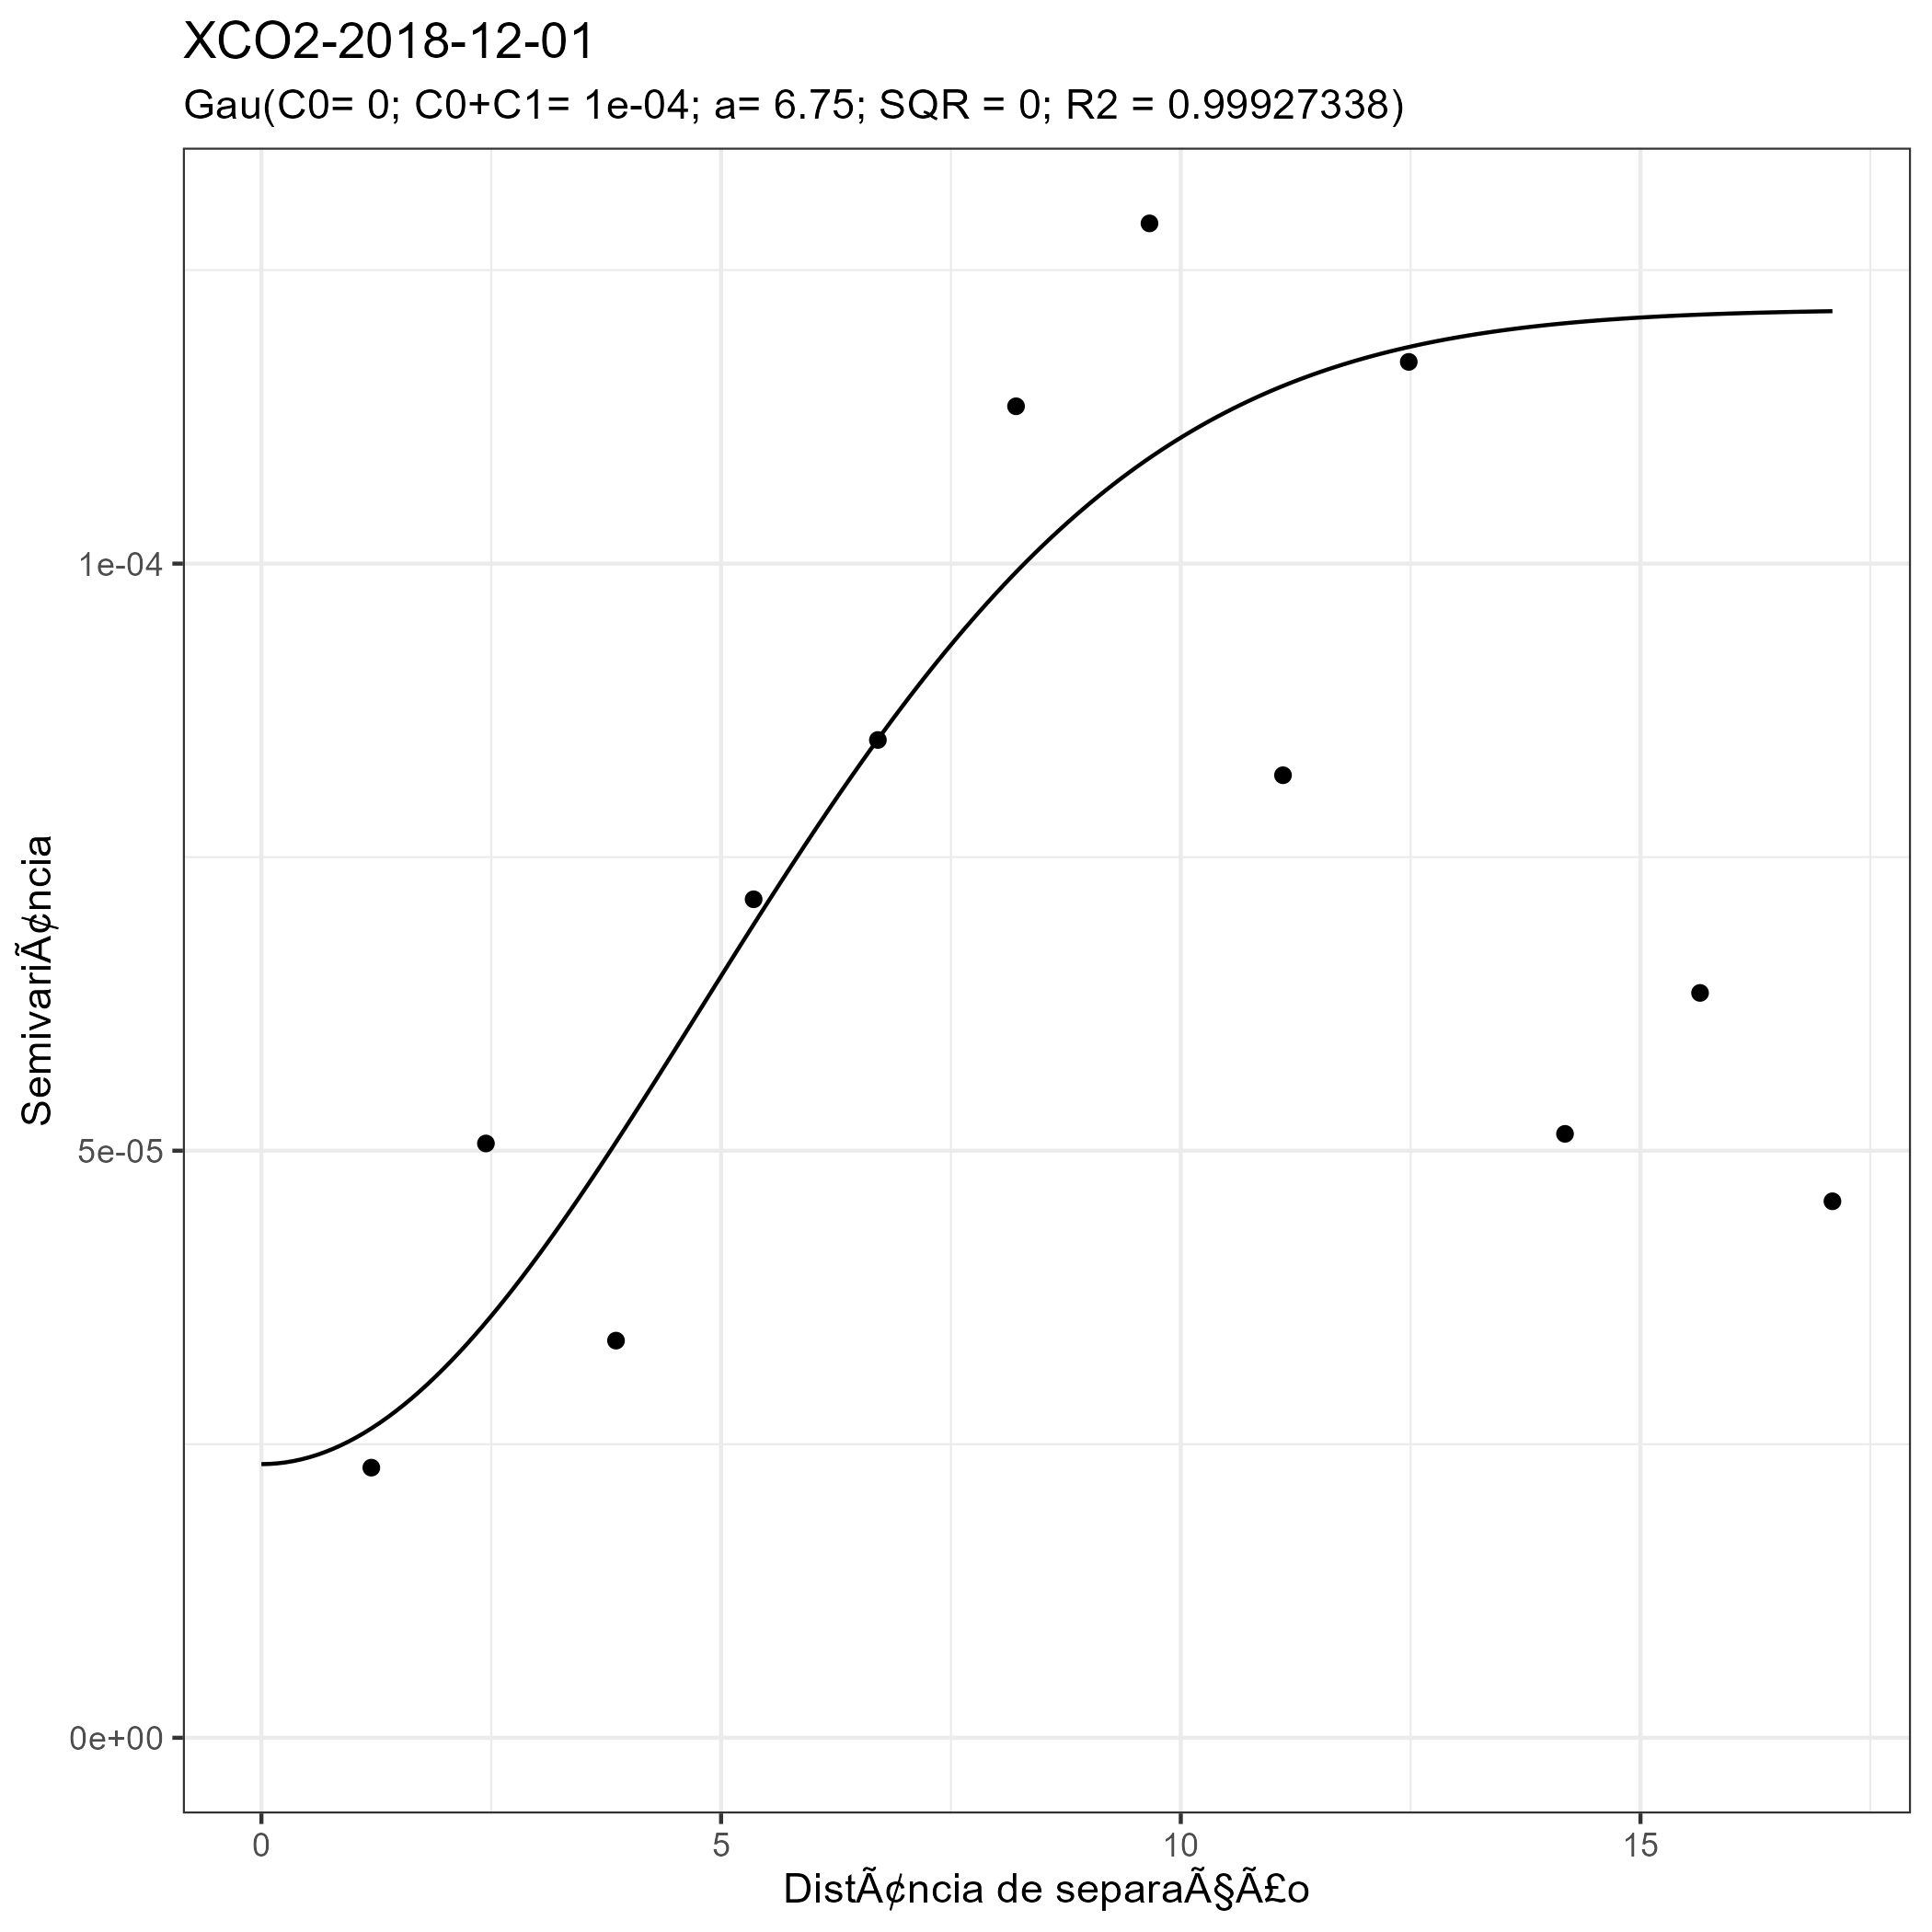 XCO2-2018-12-01
Gau(C0= 0; C0+C1= 1e-04; a= 6.75; SQR = 0; R2 = 0.99927338)
SemivariÃ¢ncia
1e-04
5e-05
0e+00
0
5
10
15
DistÃ¢ncia de separaÃ§Ã£o